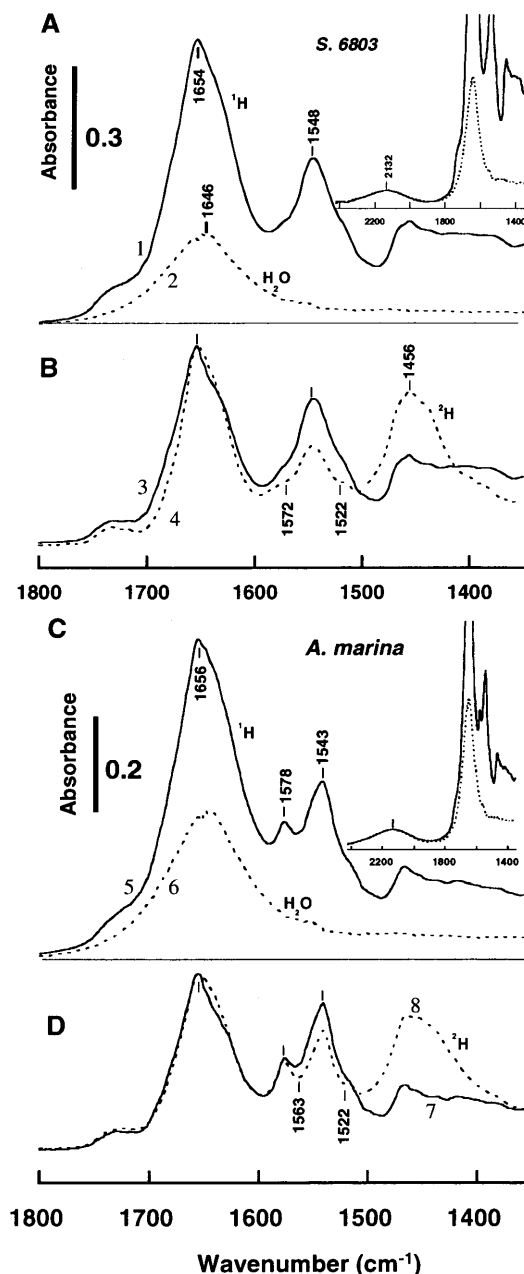 A
S. 6803
Absorbance
0.3
1654
¹H
1548
1646
H₂O
1
2
2132
2200 1800 1600 1400
B
1456
²H
3
4
1572
1522
1800 1700 1600 1500 1400
C
A. marina
Absorbance
0.2
1656
¹H
1578
1543
H₂O
5
6
2200 1800 1600 1400
D
8
²H
7
1563
1522
1800 1700 1600 1500 1400
Wavenumber (cm⁻¹)